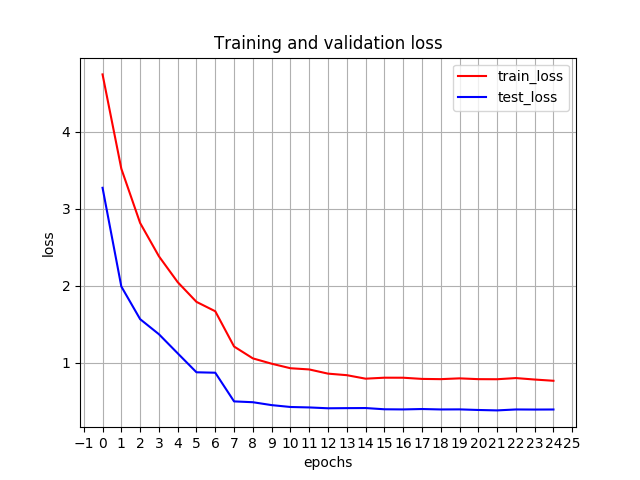 Training and validation loss
train_loss
test_loss
4
3
2
1
loss
−1 0 1 2 3 4 5 6 7 8 9 10 11 12 13 14 15 16 17 18 19 20 21 22 23 24 25
epochs